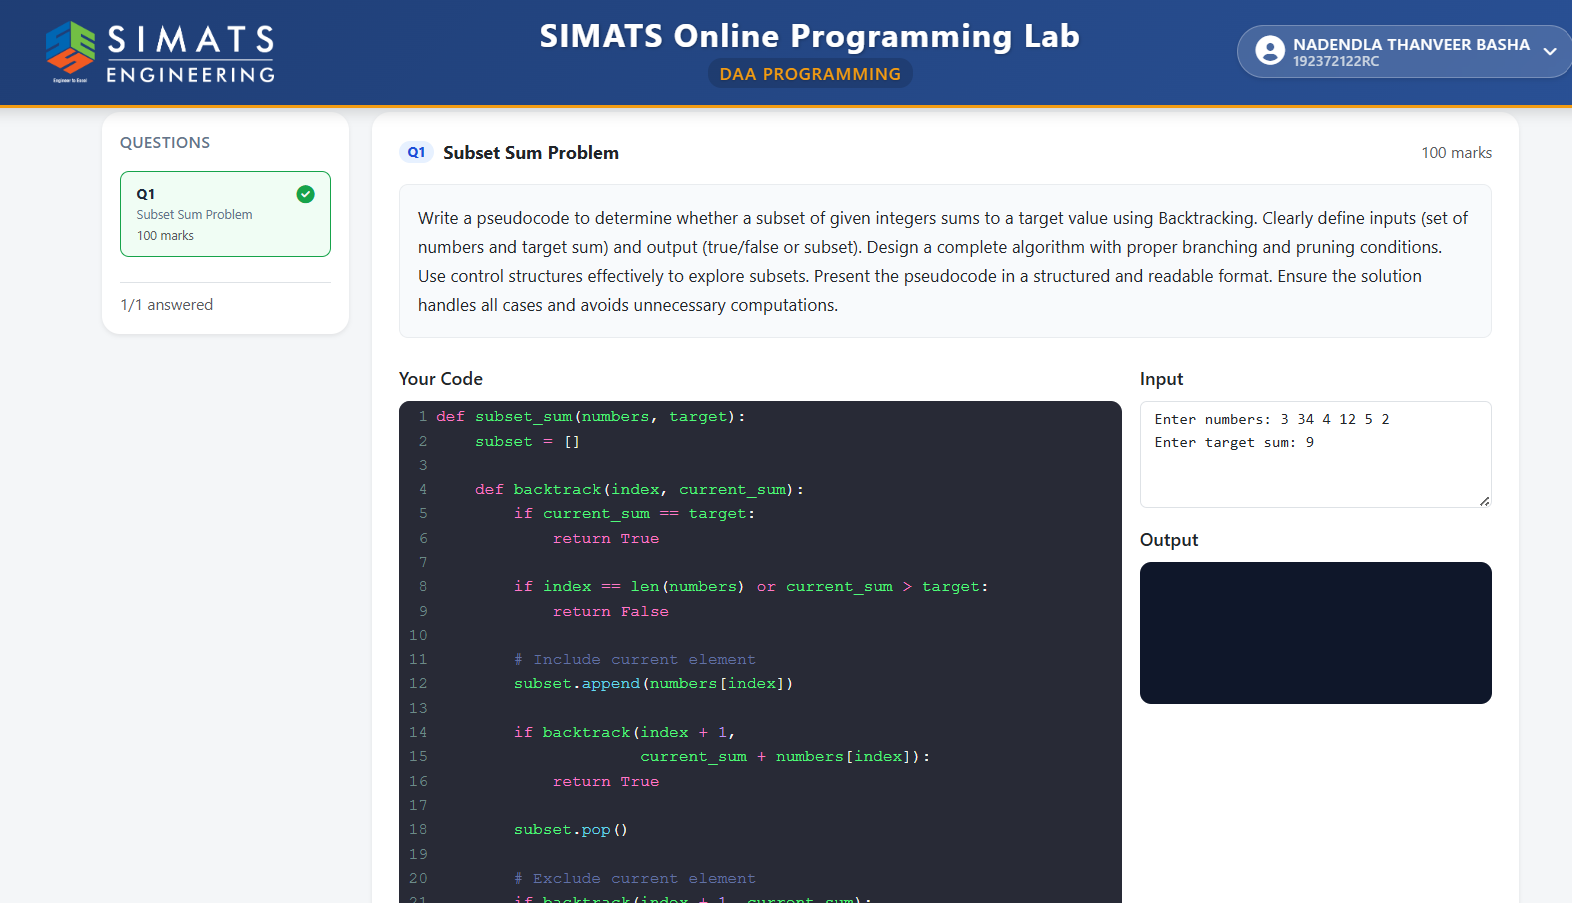 SIMATS
ENGINEERING
Engineer to Excel
SIMATS Online Programming Lab
DAA PROGRAMMING
NADENDLA THANVEER BASHA
192372122RC
QUESTIONS
Q1
Subset Sum Problem
100 marks
1/1 answered
Q1 Subset Sum Problem
100 marks
Write a pseudocode to determine whether a subset of given integers sums to a target value using Backtracking. Clearly define inputs (set of
numbers and target sum) and output (true/false or subset). Design a complete algorithm with proper branching and pruning conditions.
Use control structures effectively to explore subsets. Present the pseudocode in a structured and readable format. Ensure the solution
handles all cases and avoids unnecessary computations.
Your Code
1 def subset_sum(numbers, target):
2     subset = []
3
4     def backtrack(index, current_sum):
5         if current_sum == target:
6             return True
7
8         if index == len(numbers) or current_sum > target:
9             return False
10
11         # Include current element
12         subset.append(numbers[index])
13
14         if backtrack(index + 1,
15                      current_sum + numbers[index]):
16             return True
17
18         subset.pop()
19
20         # Exclude current element
21         if backtrack(index + 1, current_sum):
Input
Enter numbers: 3 34 4 12 5 2
Enter target sum: 9
Output